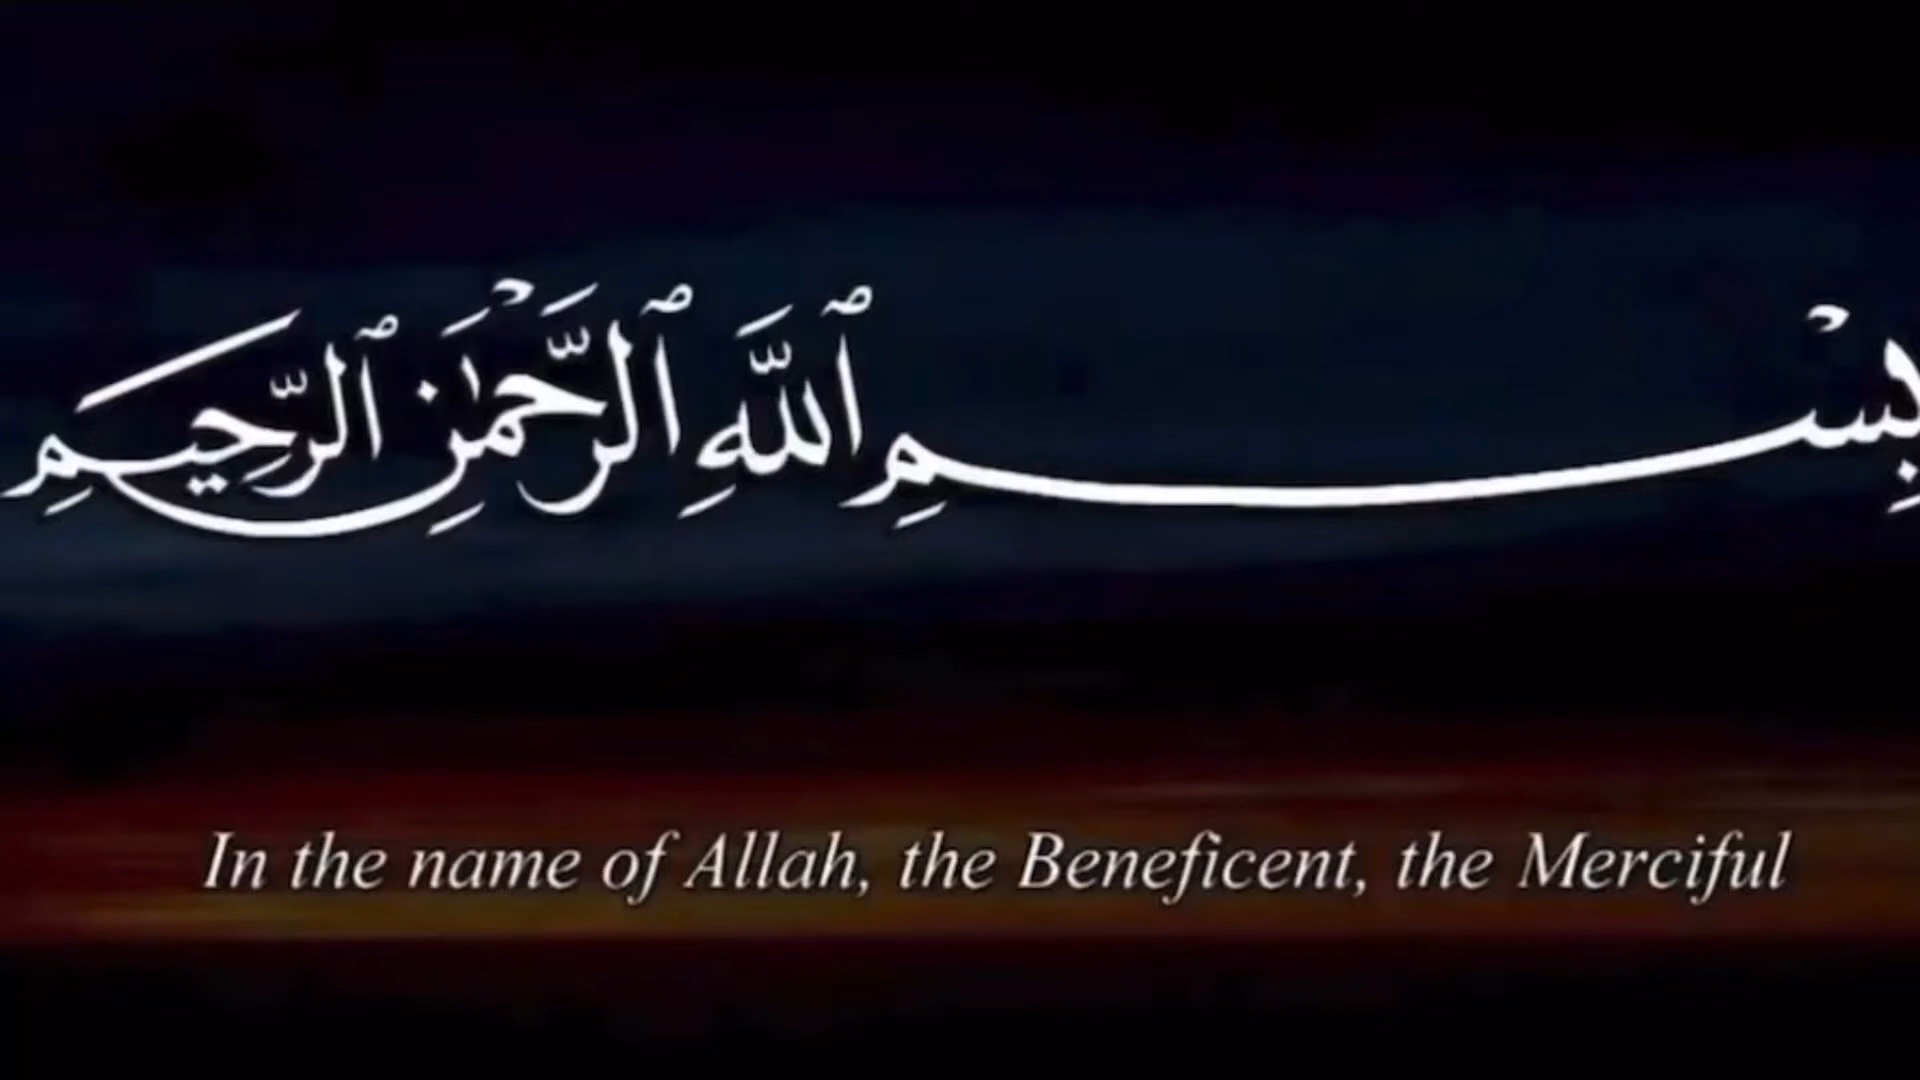 بِسْمِ ٱللَّهِ ٱلرَّحْمَٰنِ ٱلرَّحِيمِ
In the name of Allah, the Beneficent, the Merciful